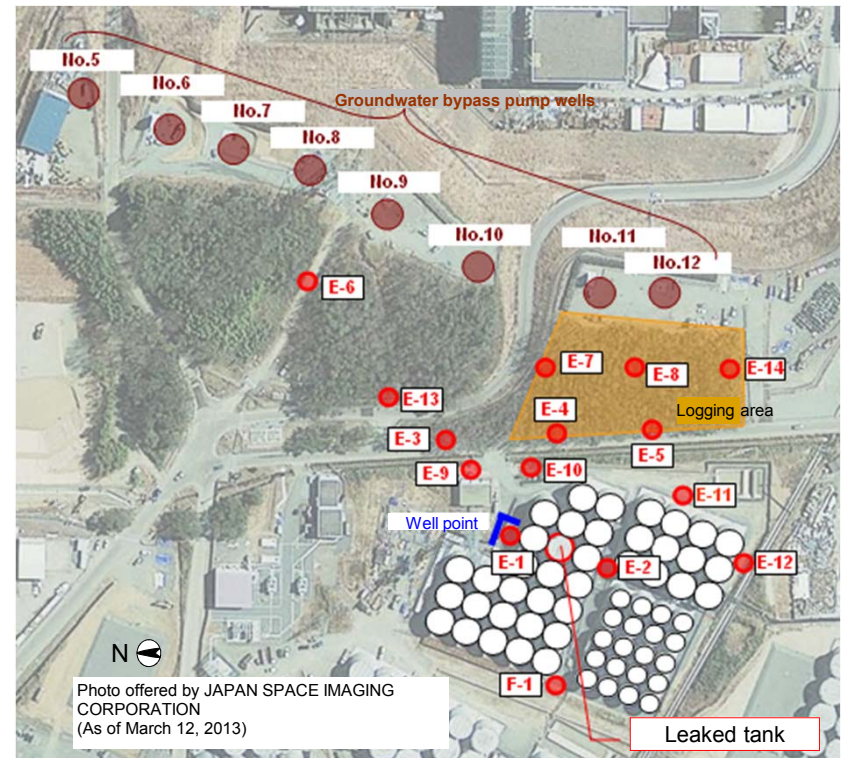 No.5
No.6
No.7
Groundwater bypass pump wells
No.8
No.9
No.10
No.11
No.12
E-6
E-7
E-8
E-14
E-13
Logging area
E-4
E-3
E-5
E-9
E-10
E-11
Well point
E-1
E-2
E-12
N
F-1
Photo offered by JAPAN SPACE IMAGING
CORPORATION
(As of March 12, 2013)
Leaked tank